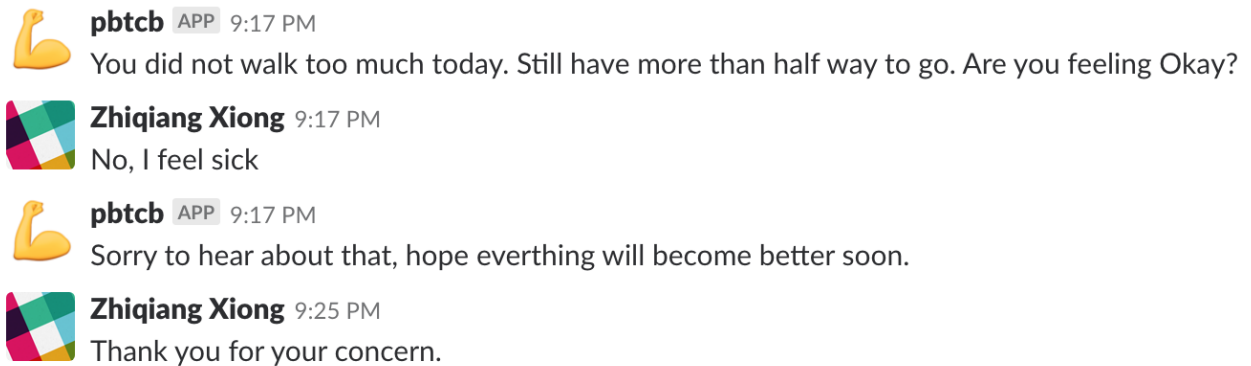 pbtcb APP 9:17 PM
You did not walk too much today. Still have more than half way to go. Are you feeling Okay?
Zhiqiang Xiong 9:17 PM
No, I feel sick
pbtcb APP 9:17 PM
Sorry to hear about that, hope everthing will become better soon.
Zhiqiang Xiong 9:25 PM
Thank you for your concern.